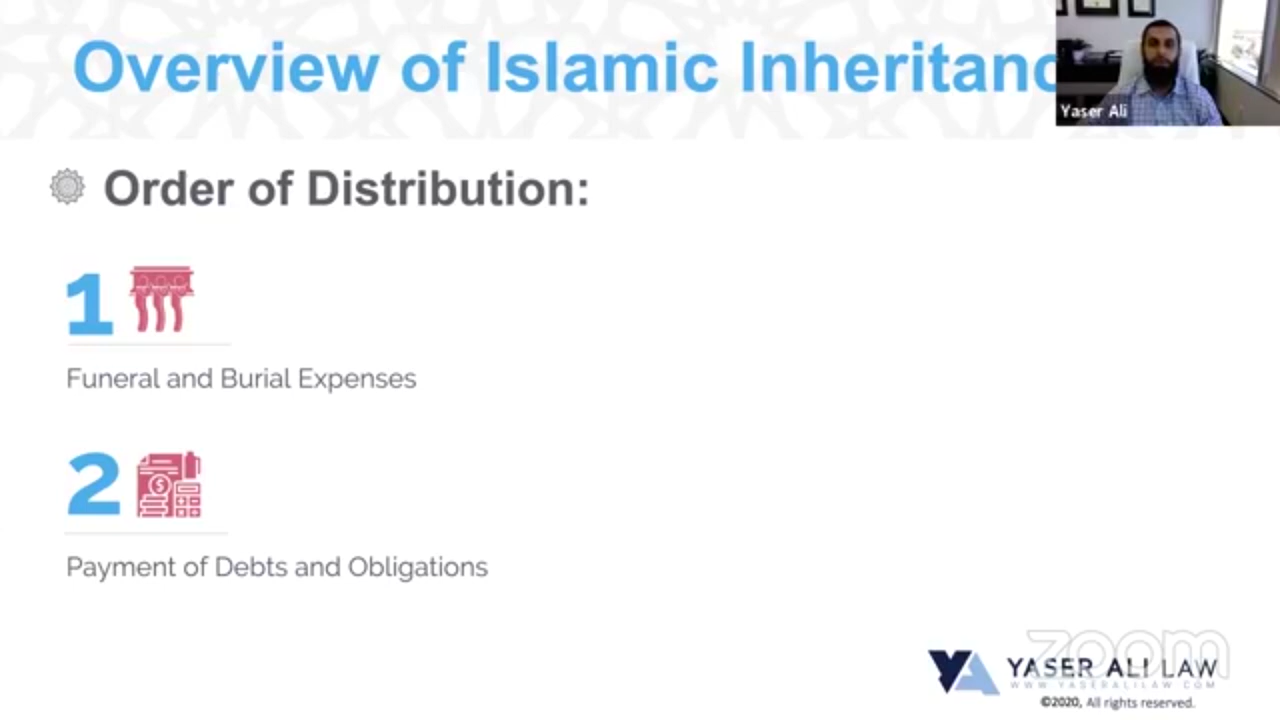 Overview of Islamic Inheritanc
Yaser Ali
Order of Distribution:
1
Funeral and Burial Expenses
2
$
Payment of Debts and Obligations
zoom
YA YASER ALI LAW
WWW.YASERALILAW.COM
©2020, All rights reserved.